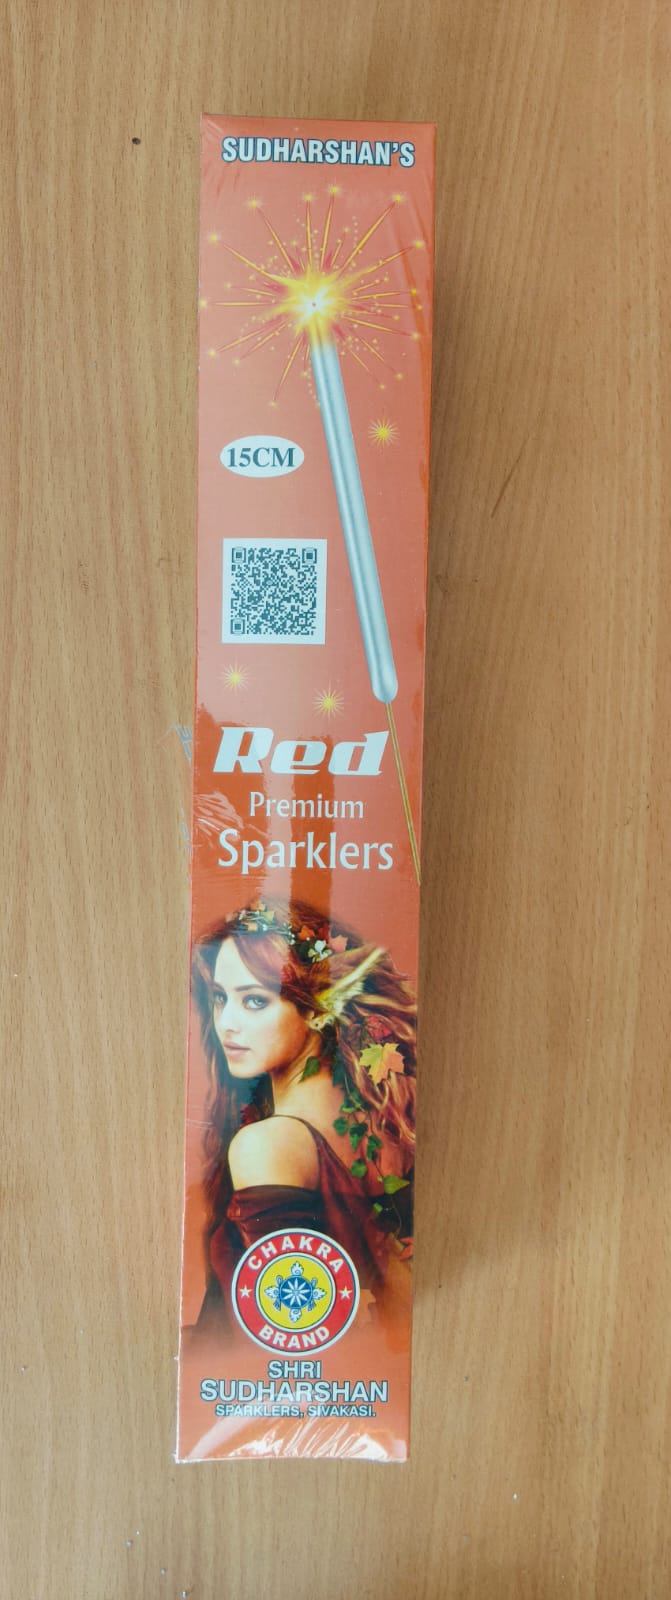 SUDHARSHAN'S
15CM
Red
Premium
Sparklers
CHAKRA
BRAND
SHRI
SUDHARSHAN
SPARKLERS, SIVAKASI.